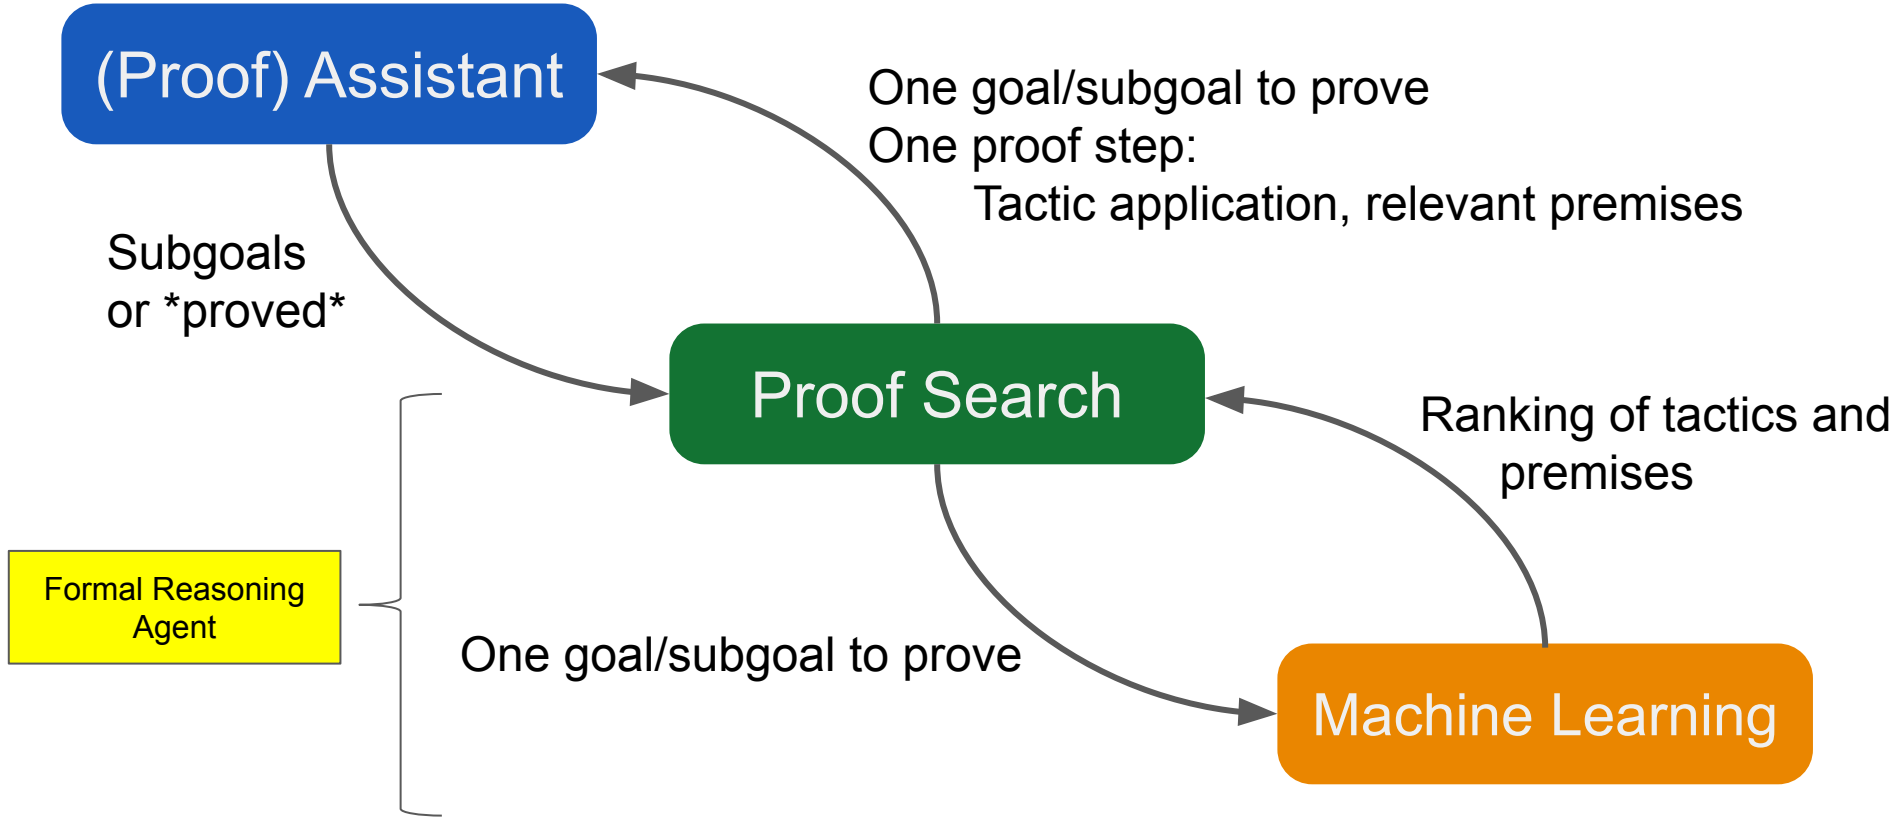 (Proof) Assistant
One goal/subgoal to prove
One proof step:
Tactic application, relevant premises
Subgoals
or *proved*
Proof Search
Ranking of tactics and
premises
Formal Reasoning
Agent
One goal/subgoal to prove
Machine Learning